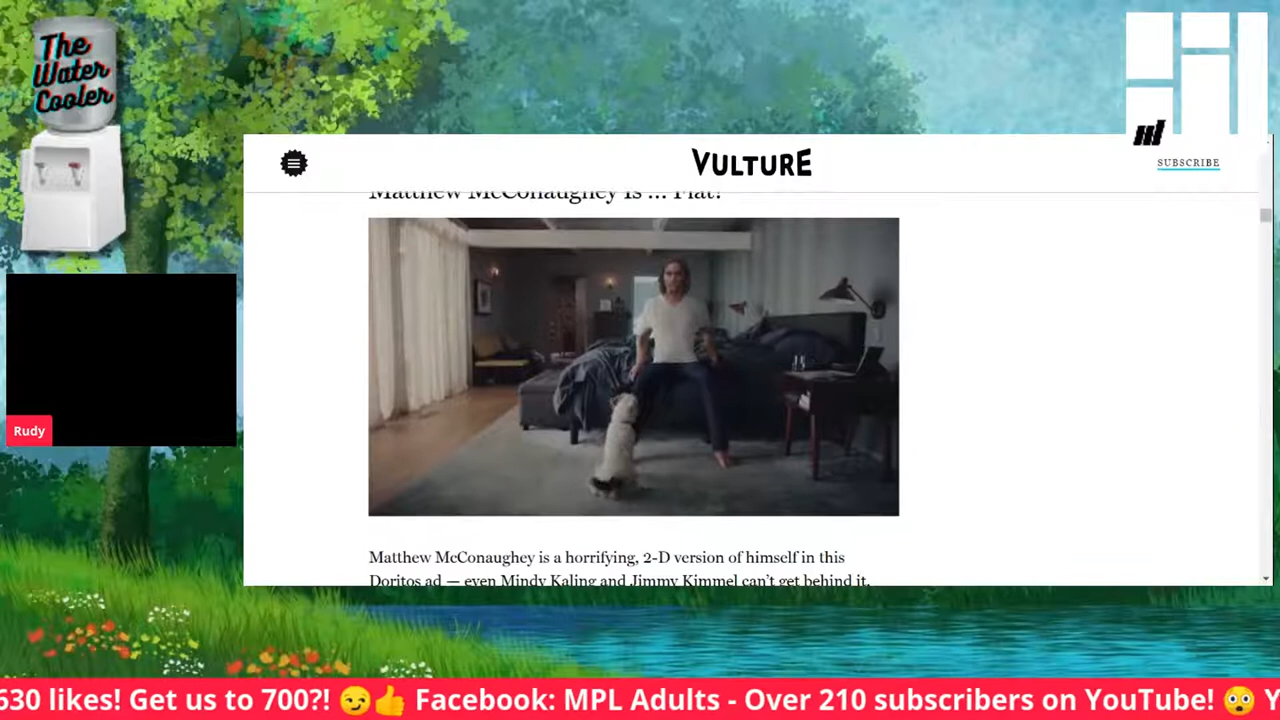 The
Water
Cooler
VULTURE
SUBSCRIBE
Matthew McConaughey Is ... Flat?
Rudy
Matthew McConaughey is a horrifying, 2-D version of himself in this
Doritos ad — even Mindy Kaling and Jimmy Kimmel can't get behind it.
630 likes! Get us to 700?! 😏👍 Facebook: MPL Adults - Over 210 subscribers on YouTube! 😳 Y